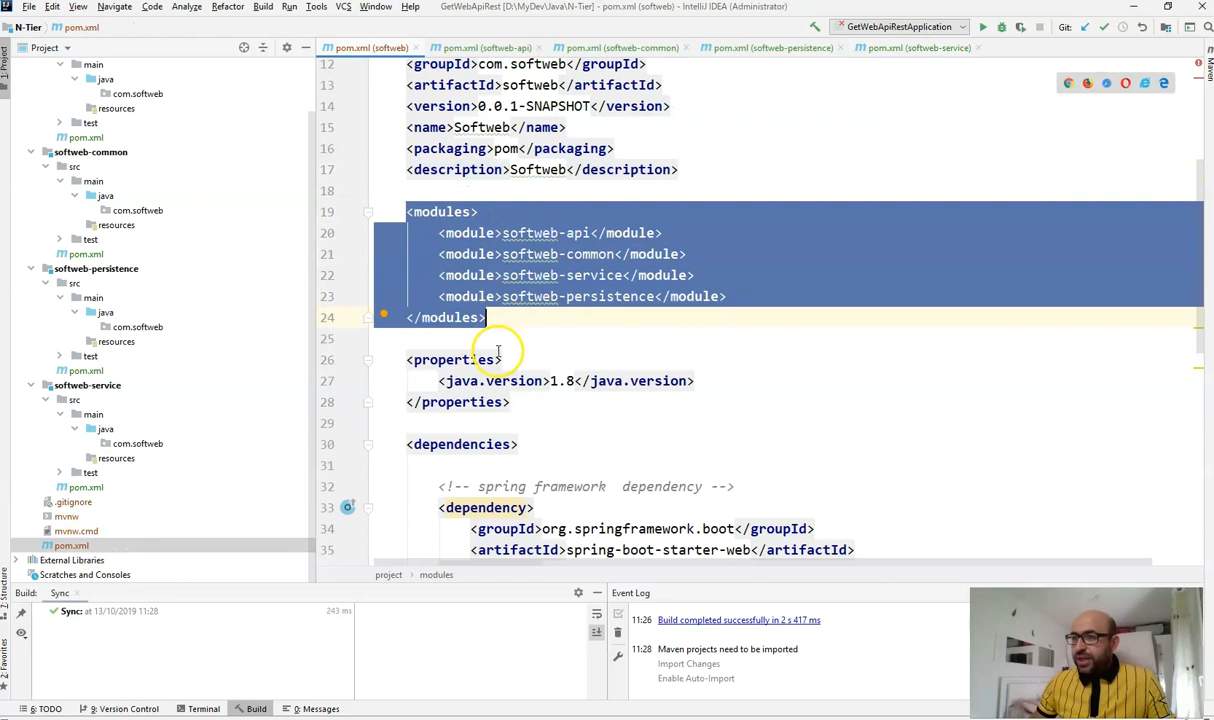 File Edit View Navigate Code Analyze Refactor Build Run Tools VCS Window Help GetWebApiRest [D:\MyDev\Java\N-Tier] - pom.xml (softweb) - IntelliJ IDEA (Administrator)
N-Tier pom.xml GetWebApiRestApplication Git:
Project
pom.xml (softweb) pom.xml (softweb-api) pom.xml (softweb-common) pom.xml (softweb-persistence) pom.xml (softweb-service)
1: Project
7: Structure
2: Favorites
Maven
main
java
com.softweb
resources
test
pom.xml
softweb-common
src
main
java
com.softweb
resources
test
pom.xml
softweb-persistence
src
main
java
com.softweb
resources
test
pom.xml
softweb-service
src
main
java
com.softweb
resources
test
pom.xml
.gitignore
mvnw
mvnw.cmd
pom.xml
External Libraries
Scratches and Consoles
12 <groupId>com.softweb</groupId>
13 <artifactId>softweb</artifactId>
14 <version>0.0.1-SNAPSHOT</version>
15 <name>Softweb</name>
16 <packaging>pom</packaging>
17 <description>Softweb</description>
18
19 <modules>
20 <module>softweb-api</module>
21 <module>softweb-common</module>
22 <module>softweb-service</module>
23 <module>softweb-persistence</module>
24 </modules>
25
26 <properties>
27 <java.version>1.8</java.version>
28 </properties>
29
30 <dependencies>
31
32 <!-- spring framework dependency -->
33 <dependency>
34 <groupId>org.springframework.boot</groupId>
35 <artifactId>spring-boot-starter-web</artifactId>
project modules
Build: Sync
Sync: at 13/10/2019 11:28 243 ms
Event Log
11:26 Build completed successfully in 2 s 417 ms
11:28 Maven projects need to be imported
Import Changes
Enable Auto-Import
6: TODO 9: Version Control Terminal Build 0: Messages